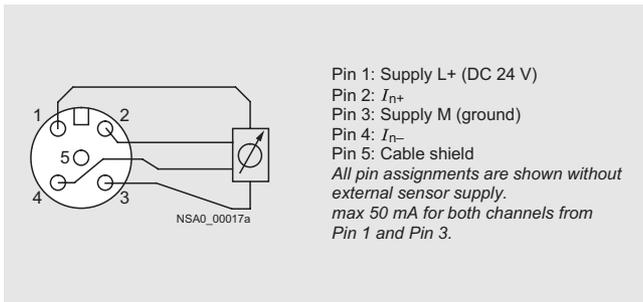 1
2
5
4
3
NSA0_00017a
Pin 1: Supply L+ (DC 24 V)
Pin 2: In+
Pin 3: Supply M (ground)
Pin 4: In–
Pin 5: Cable shield
All pin assignments are shown without
external sensor supply.
max 50 mA for both channels from
Pin 1 and Pin 3.